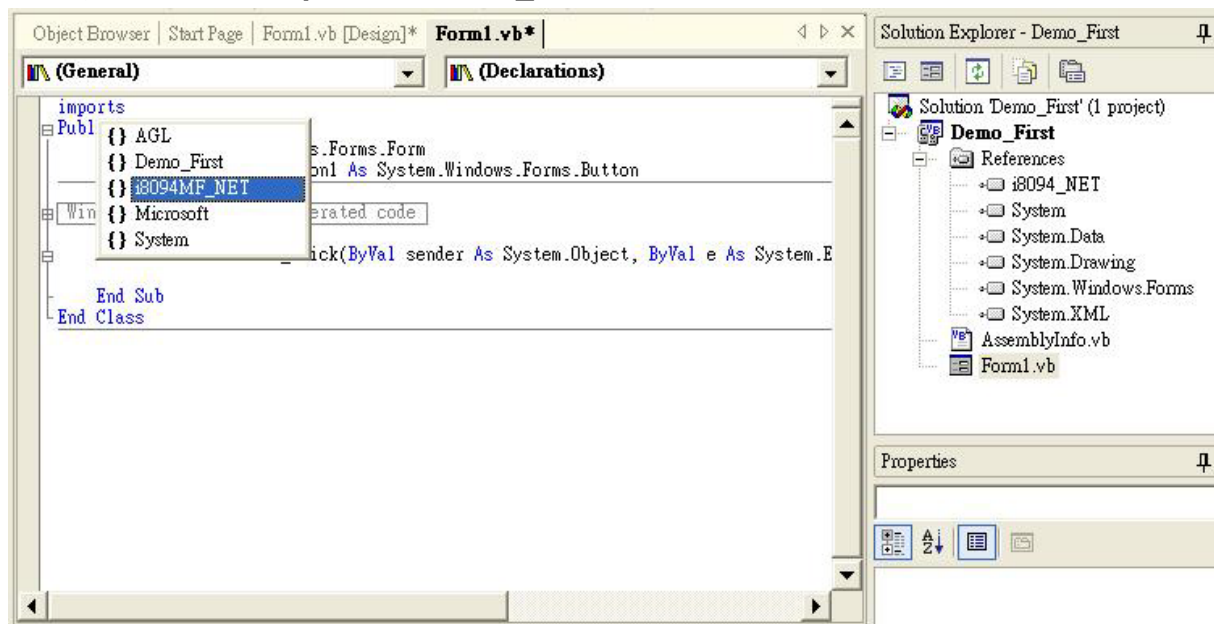 Object Browser | Start Page | Form1.vb [Design]* Form1.vb*
(General) (Declarations)
imports
Publ
{} AGL
s.Forms.Form
{} Demo_First
on1 As System.Windows.Forms.Button
{} i8094MF_NET
Win
erated code
{} Microsoft
{} System
ick(ByVal sender As System.Object, ByVal e As System.E
End Sub
End Class
Solution Explorer - Demo_First
Solution 'Demo_First' (1 project)
Demo_First
References
i8094_NET
System
System.Data
System.Drawing
System.Windows.Forms
System.XML
AssemblyInfo.vb
Form1.vb
Properties